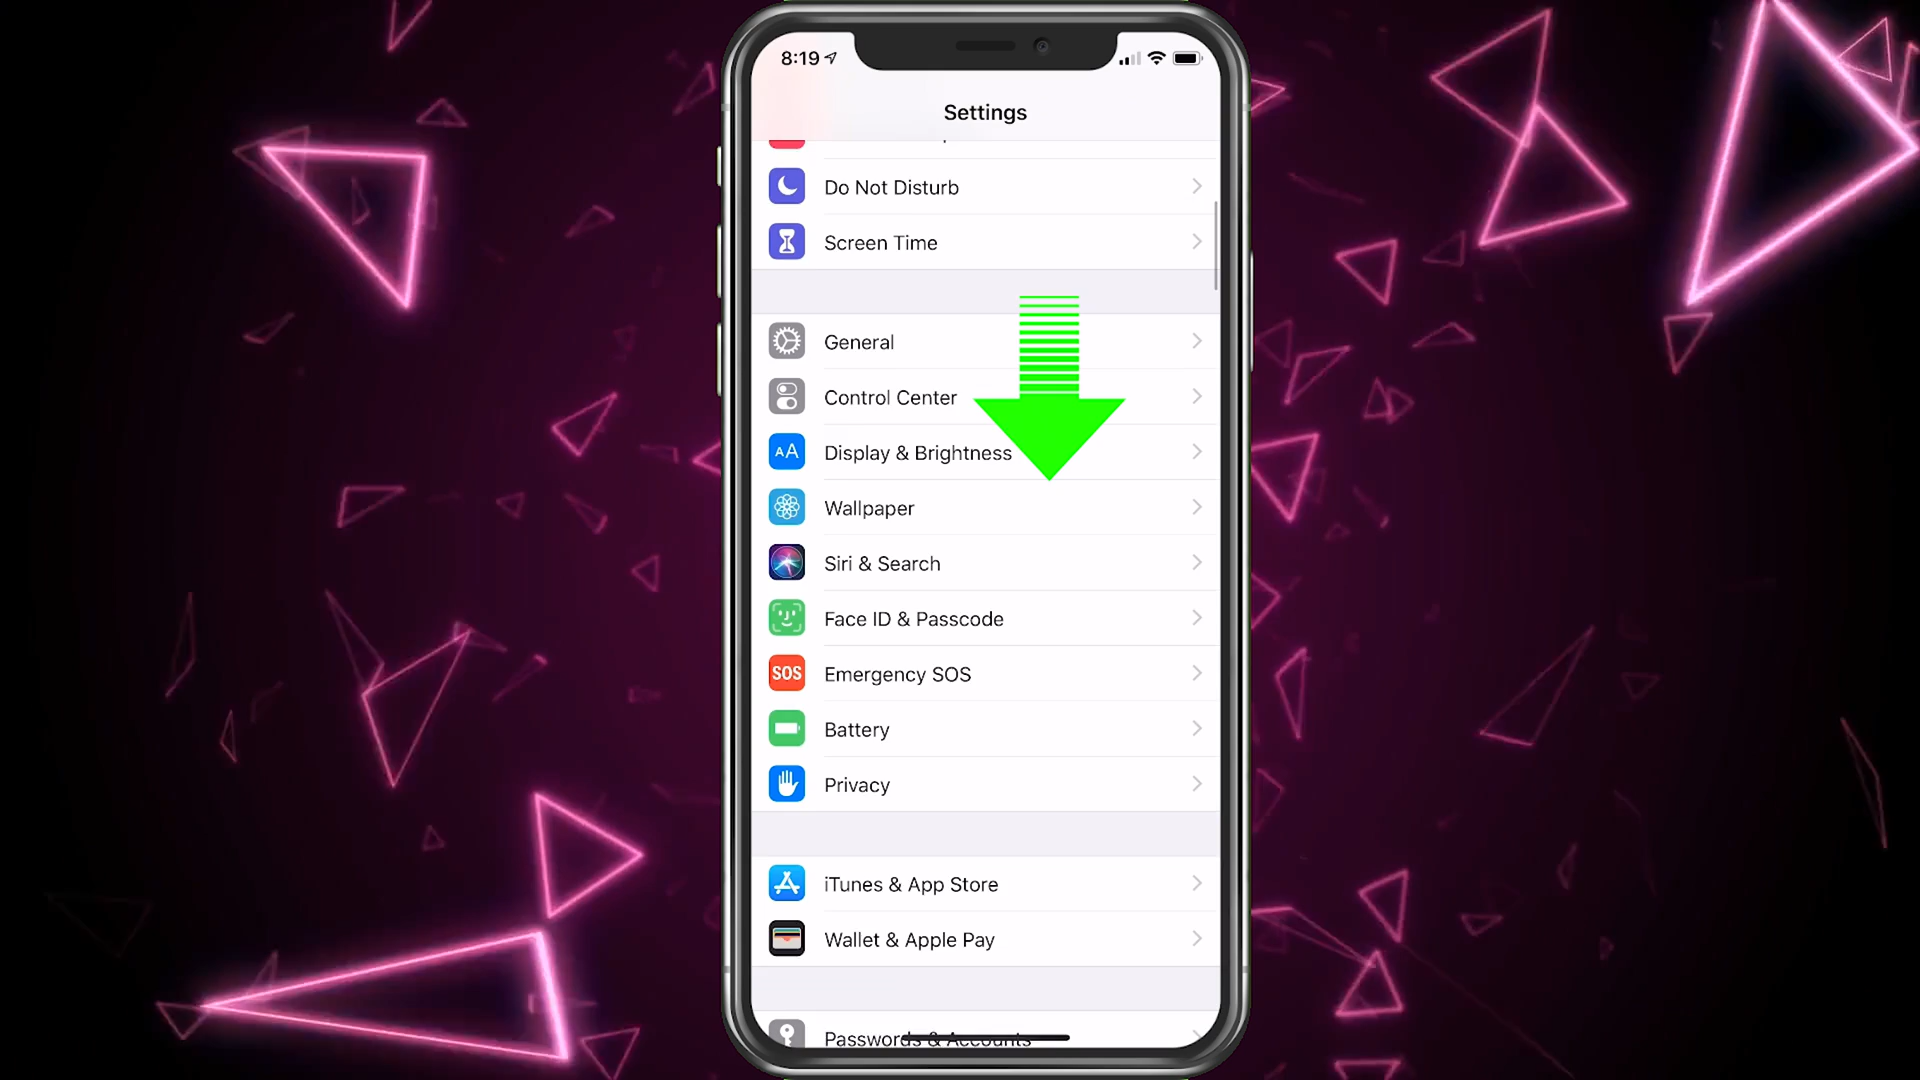 8:19
Settings
Do Not Disturb
Screen Time
General
Control Center
AA Display & Brightness
Wallpaper
Siri & Search
Face ID & Passcode
SOS Emergency SOS
Battery
Privacy
iTunes & App Store
Wallet & Apple Pay
Passwords & Accounts